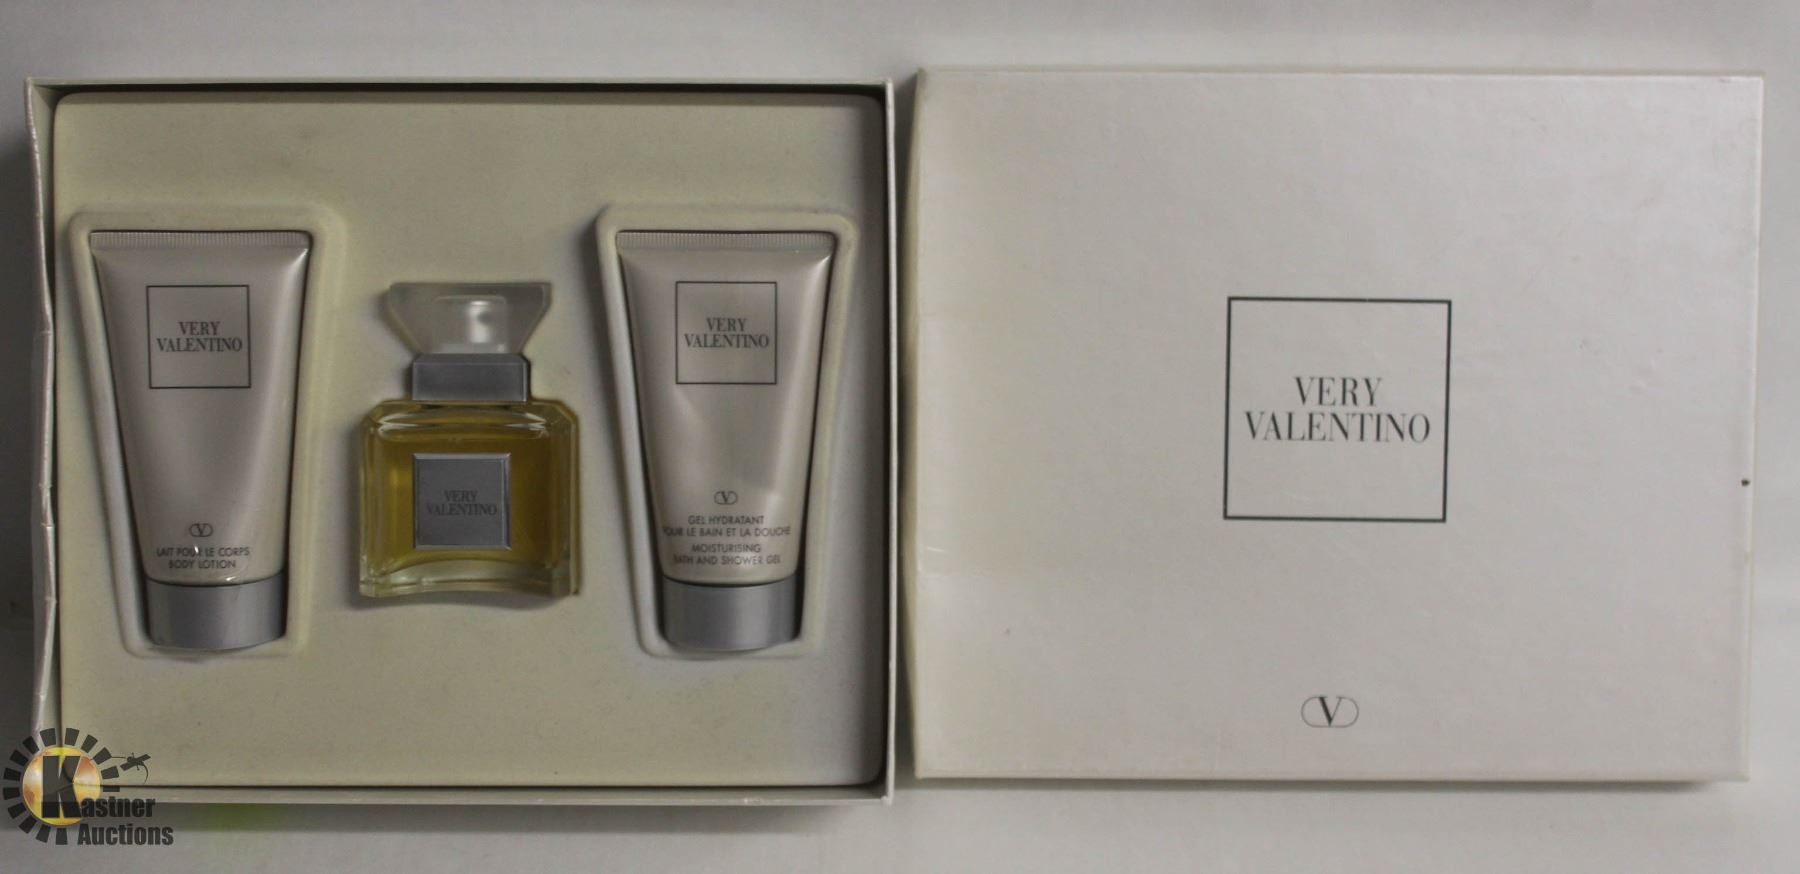 VERY
VALENTINO
V
LAIT POUR LE CORPS
BODY LOTION
VERY
VALENTINO
VERY
VALENTINO
V
GEL HYDRATANT
POUR LE BAIN ET LA DOUCHE
MOISTURISING
BATH AND SHOWER GEL
VERY
VALENTINO
V
Kastner
Auctions